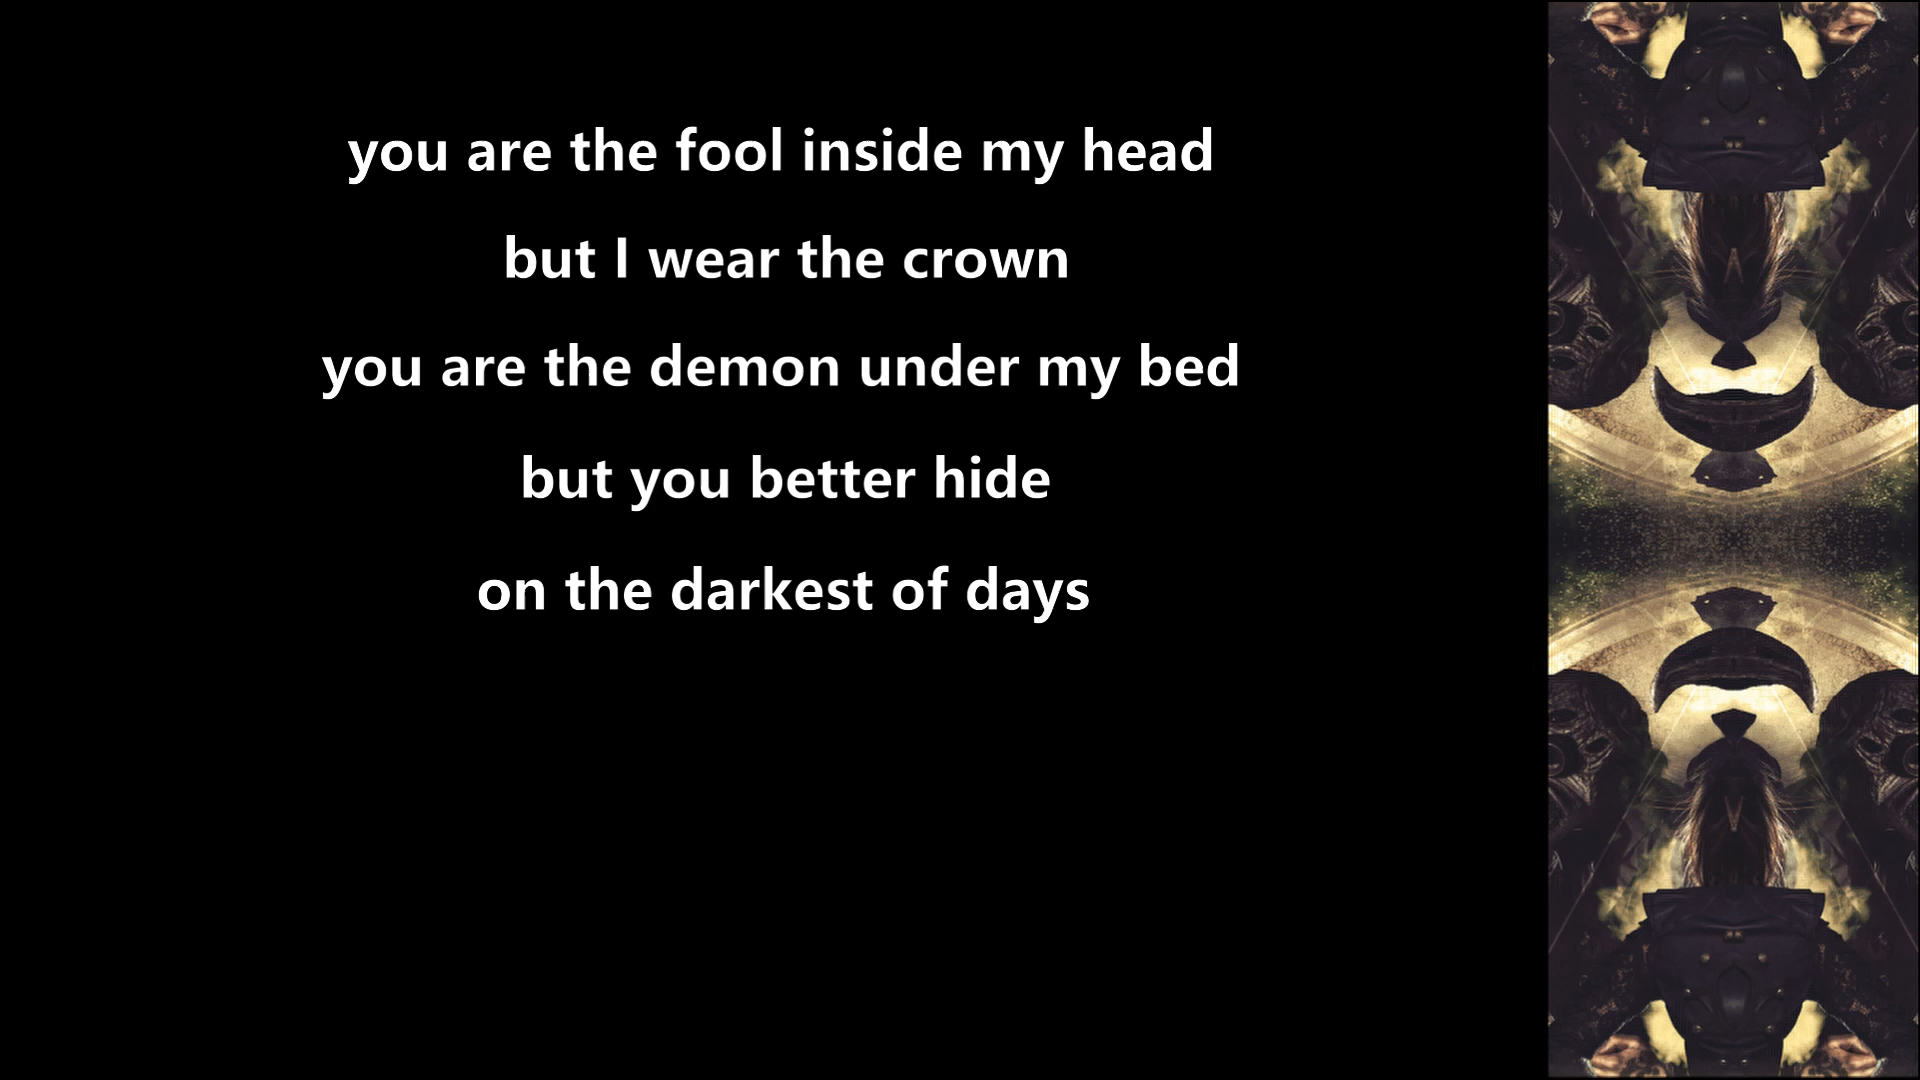 you are the fool inside my head
but I wear the crown
you are the demon under my bed
but you better hide
on the darkest of days